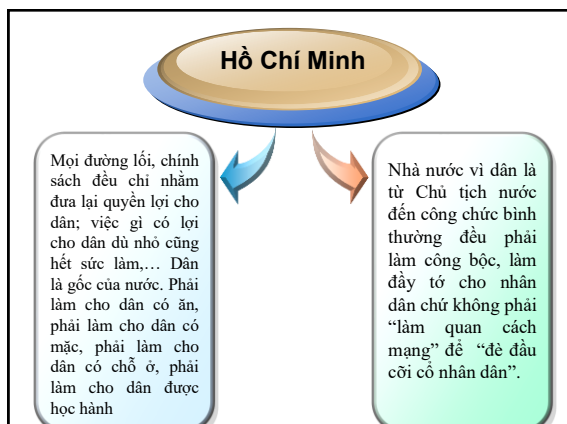 Hồ Chí Minh
Mọi đường lối, chính
sách đều chỉ nhằm
đưa lại quyền lợi cho
dân; việc gì có lợi
cho dân dù nhỏ cũng
hết sức làm,… Dân
là gốc của nước. Phải
làm cho dân có ăn,
phải làm cho dân có
mặc, phải làm cho
dân có chỗ ở, phải
làm cho dân được
học hành
Nhà nước vì dân là
từ Chủ tịch nước
đến công chức bình
thường đều phải
làm công bộc, làm
đầy tớ cho nhân
dân chứ không phải
“làm quan cách
mạng” để “đè đầu
cỡi cổ nhân dân”.